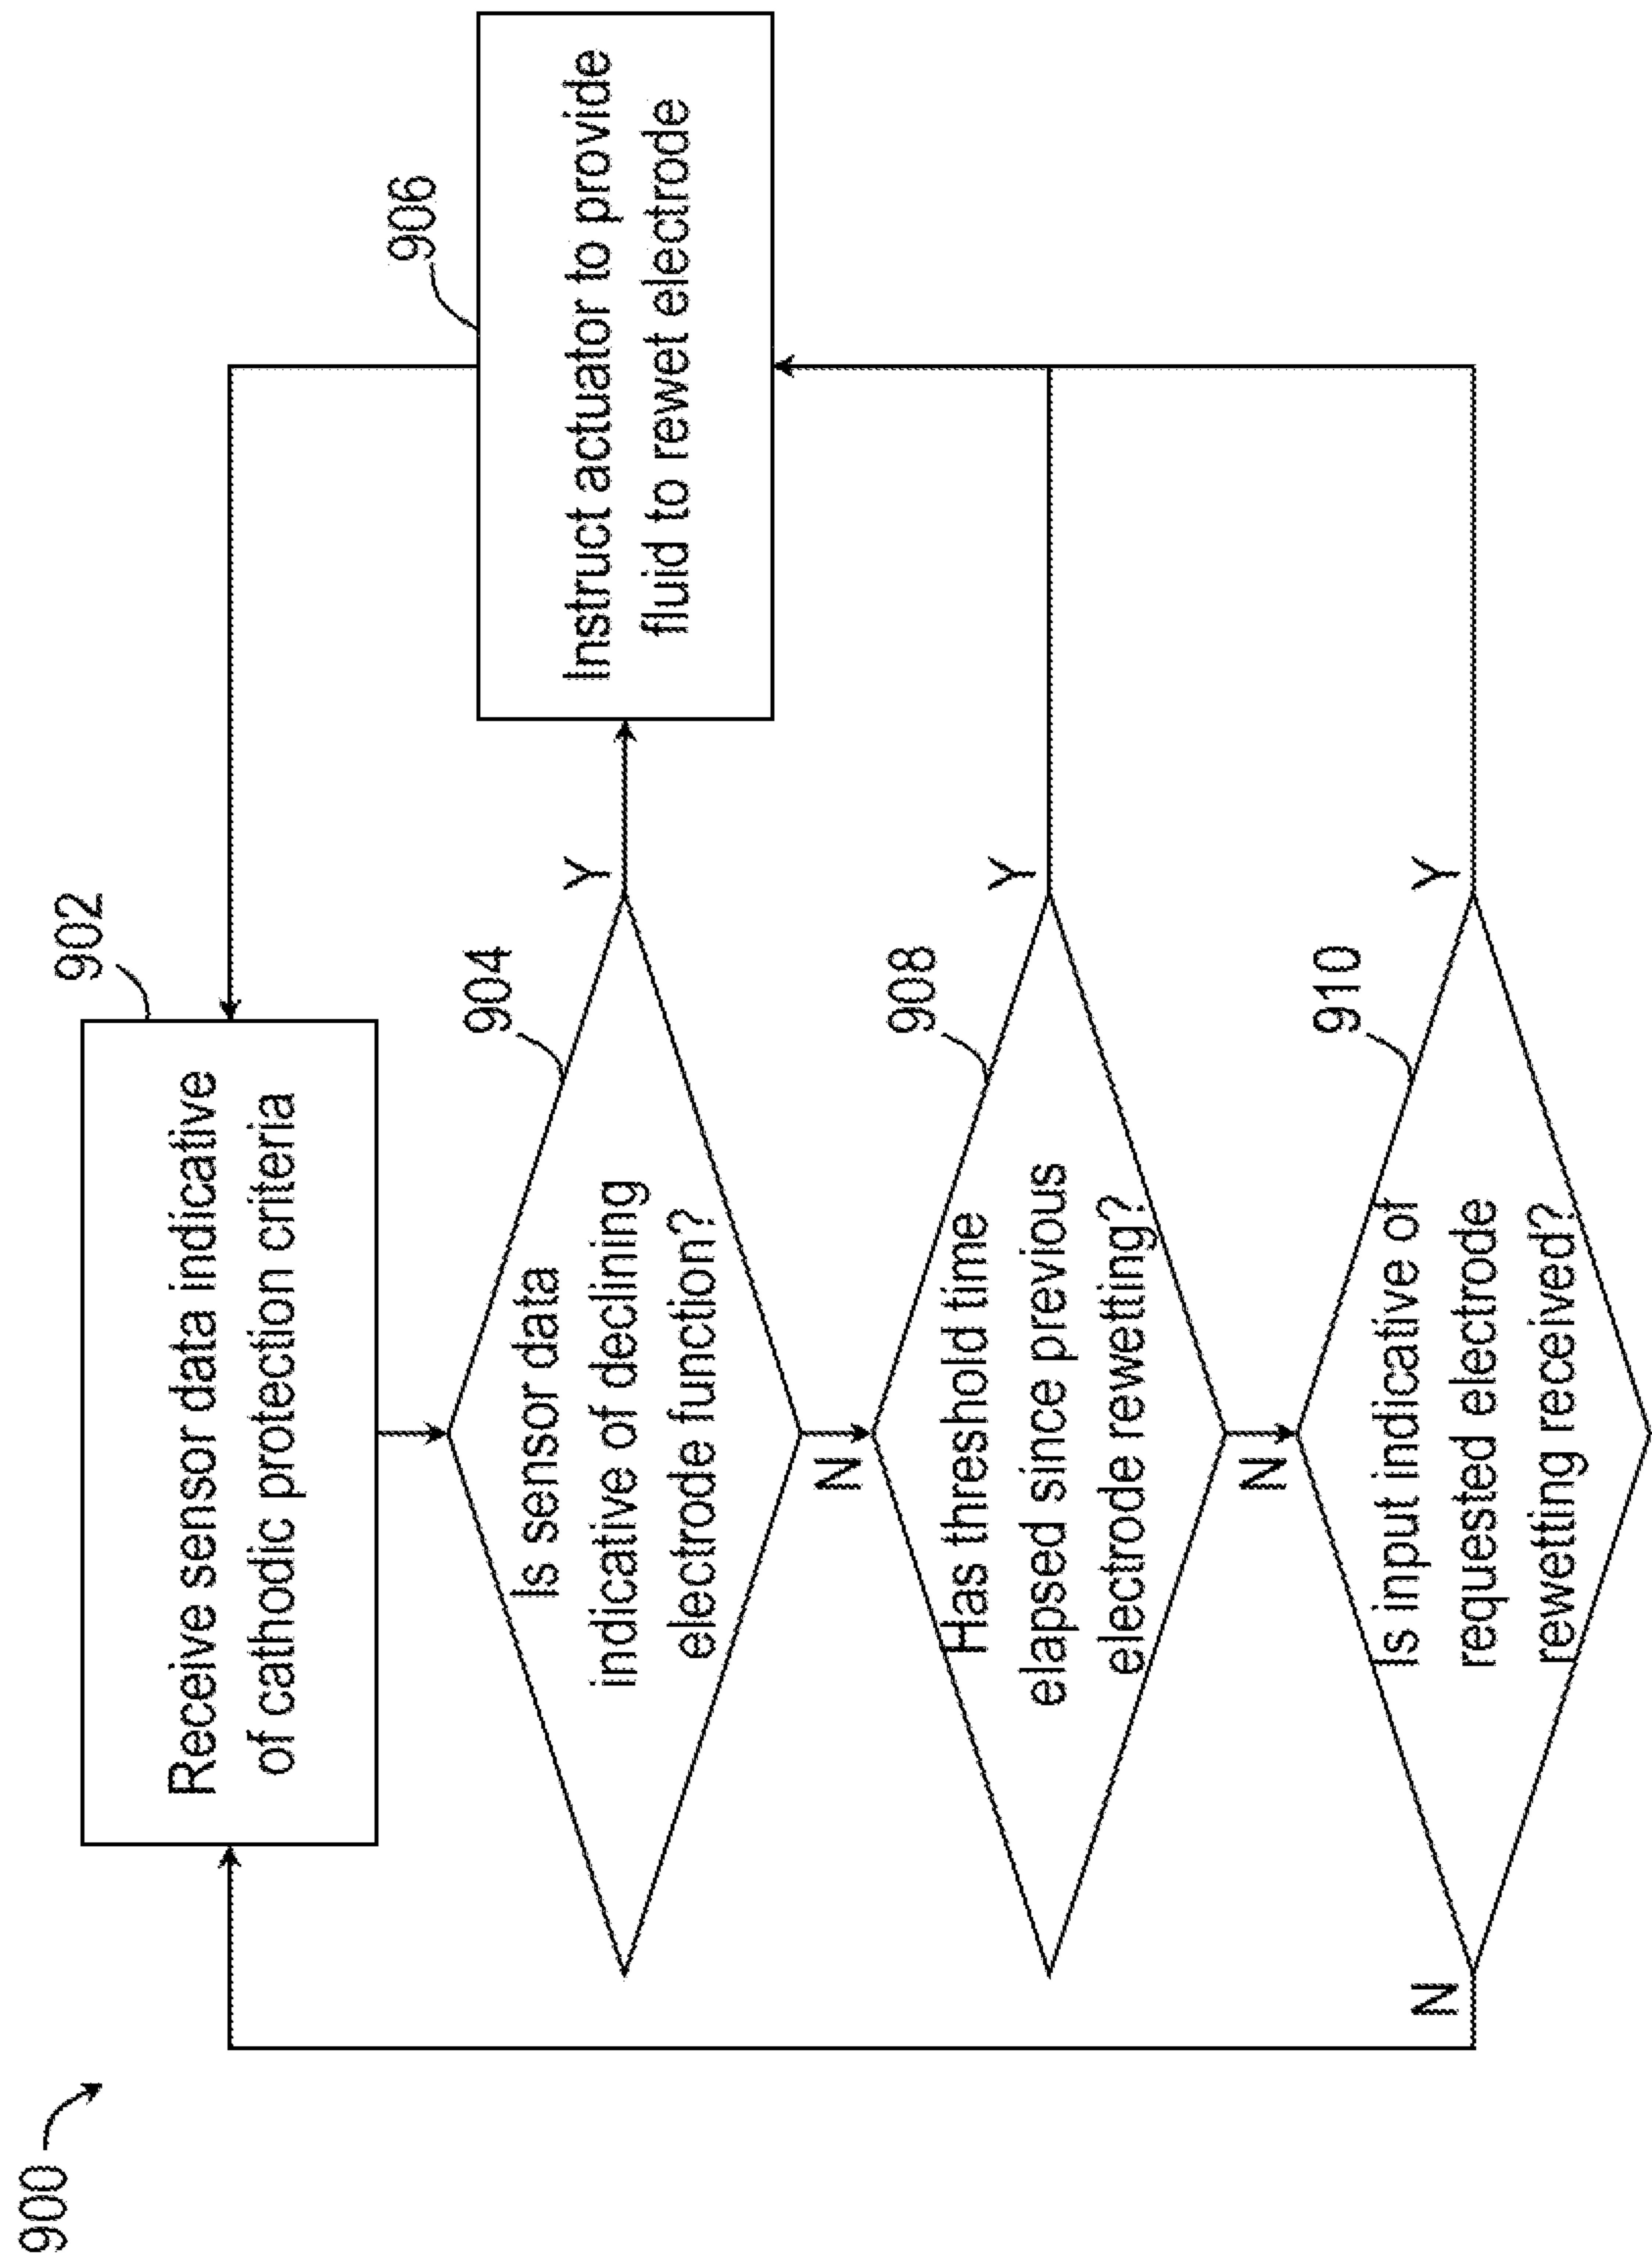 900
902
Receive sensor data indicative
of cathodic protection criteria
904
Is sensor data
indicative of declining
electrode function?
Y
N
906
Instruct actuator to provide
fluid to rewet electrode
908
Has threshold time
elapsed since previous
electrode rewetting?
Y
N
910
Is input indicative of
requested electrode
rewetting received?
Y
N